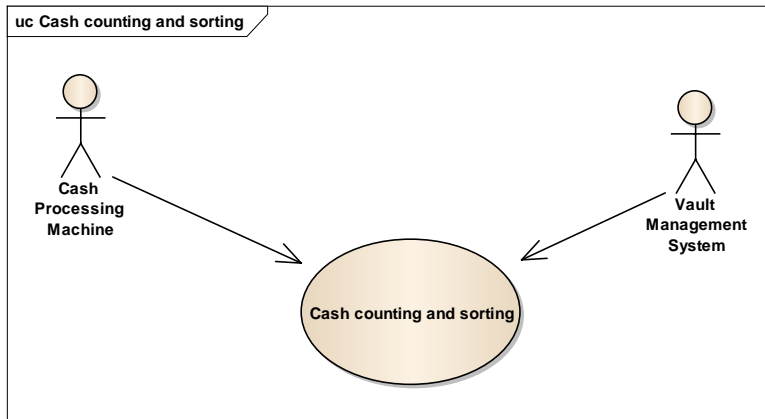 uc Cash counting and sorting
Cash
Processing
Machine
Vault
Management
System
Cash counting and sorting